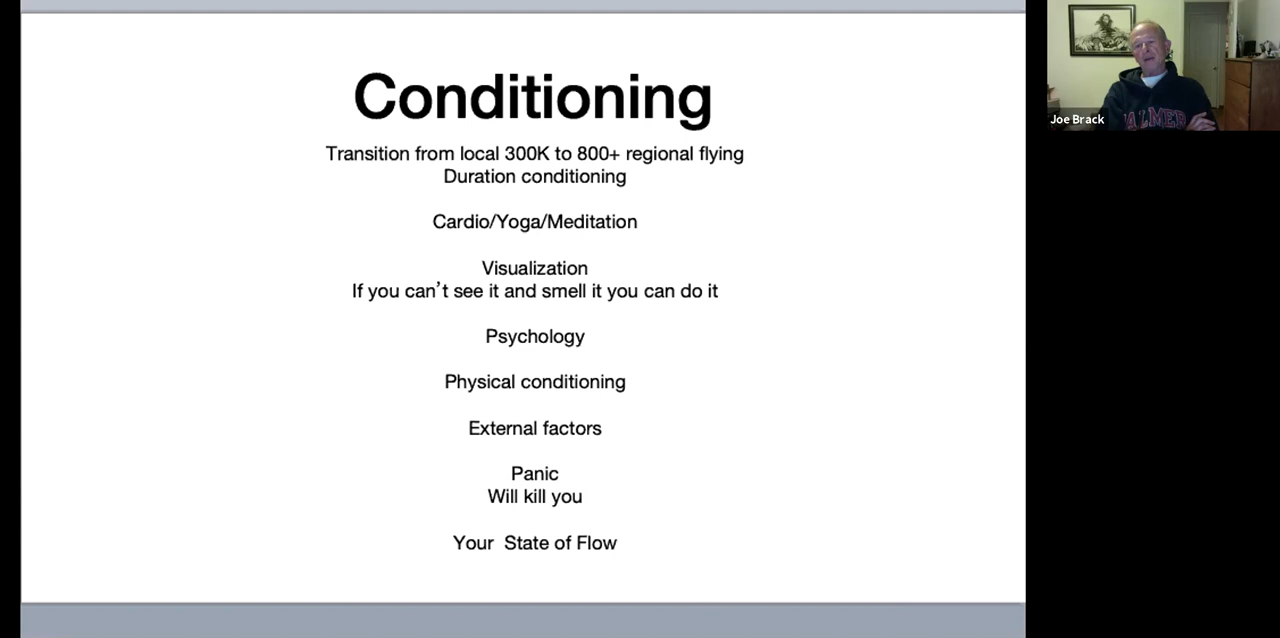 Conditioning
Transition from local 300K to 800+ regional flying
Duration conditioning
Cardio/Yoga/Meditation
Visualization
If you can't see it and smell it you can do it
Psychology
Physical conditioning
External factors
Panic
Will kill you
Your  State of Flow
Joe Brack